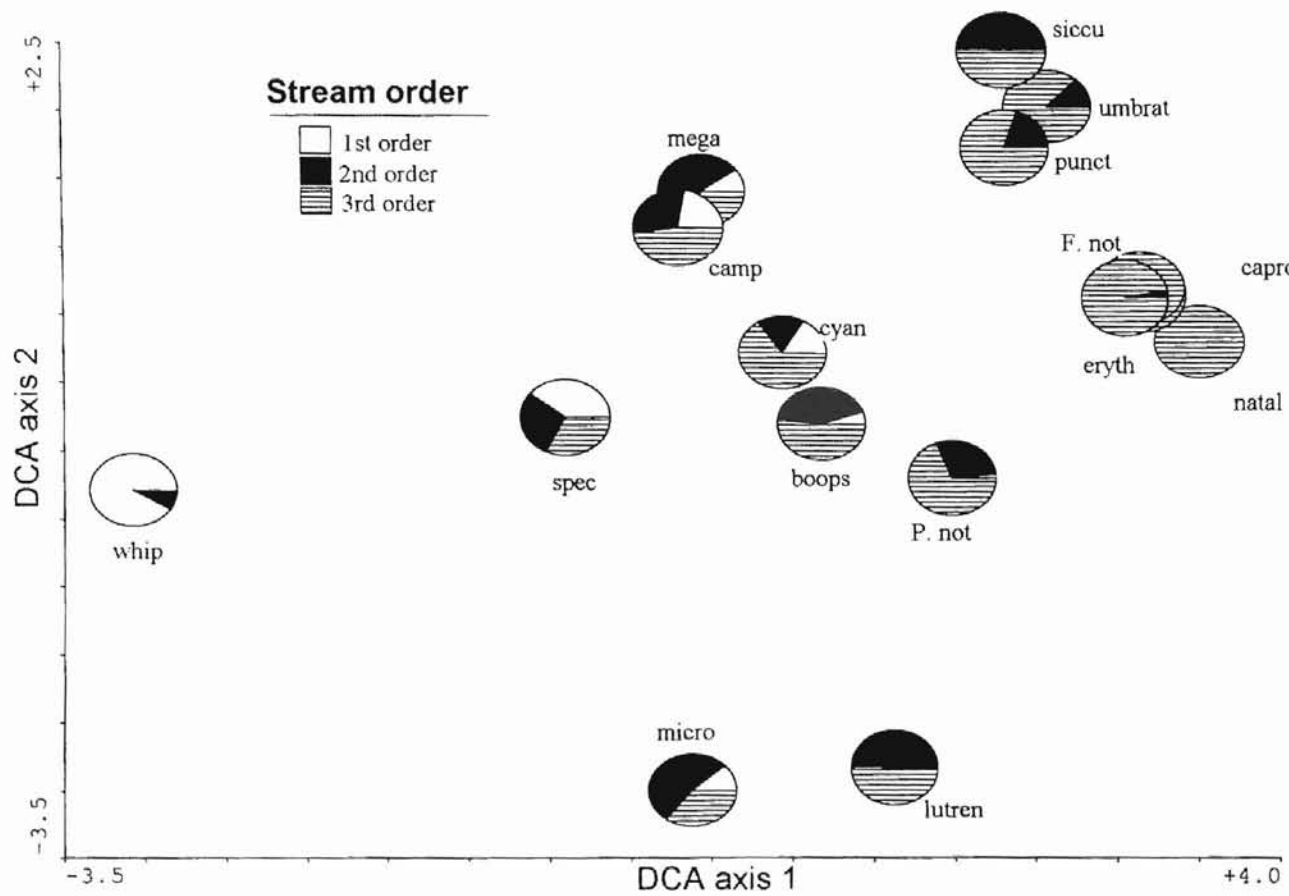 +2.5
siccu
Stream order
umbrat
1st order
mega
2nd order
punct
3rd order
F. not
camp
cyan
eryth
natal
DCA axis 2
spec
boops
P. not
whip
micro
lutren
-3.5
-3.5
DCA axis 1
+4.0